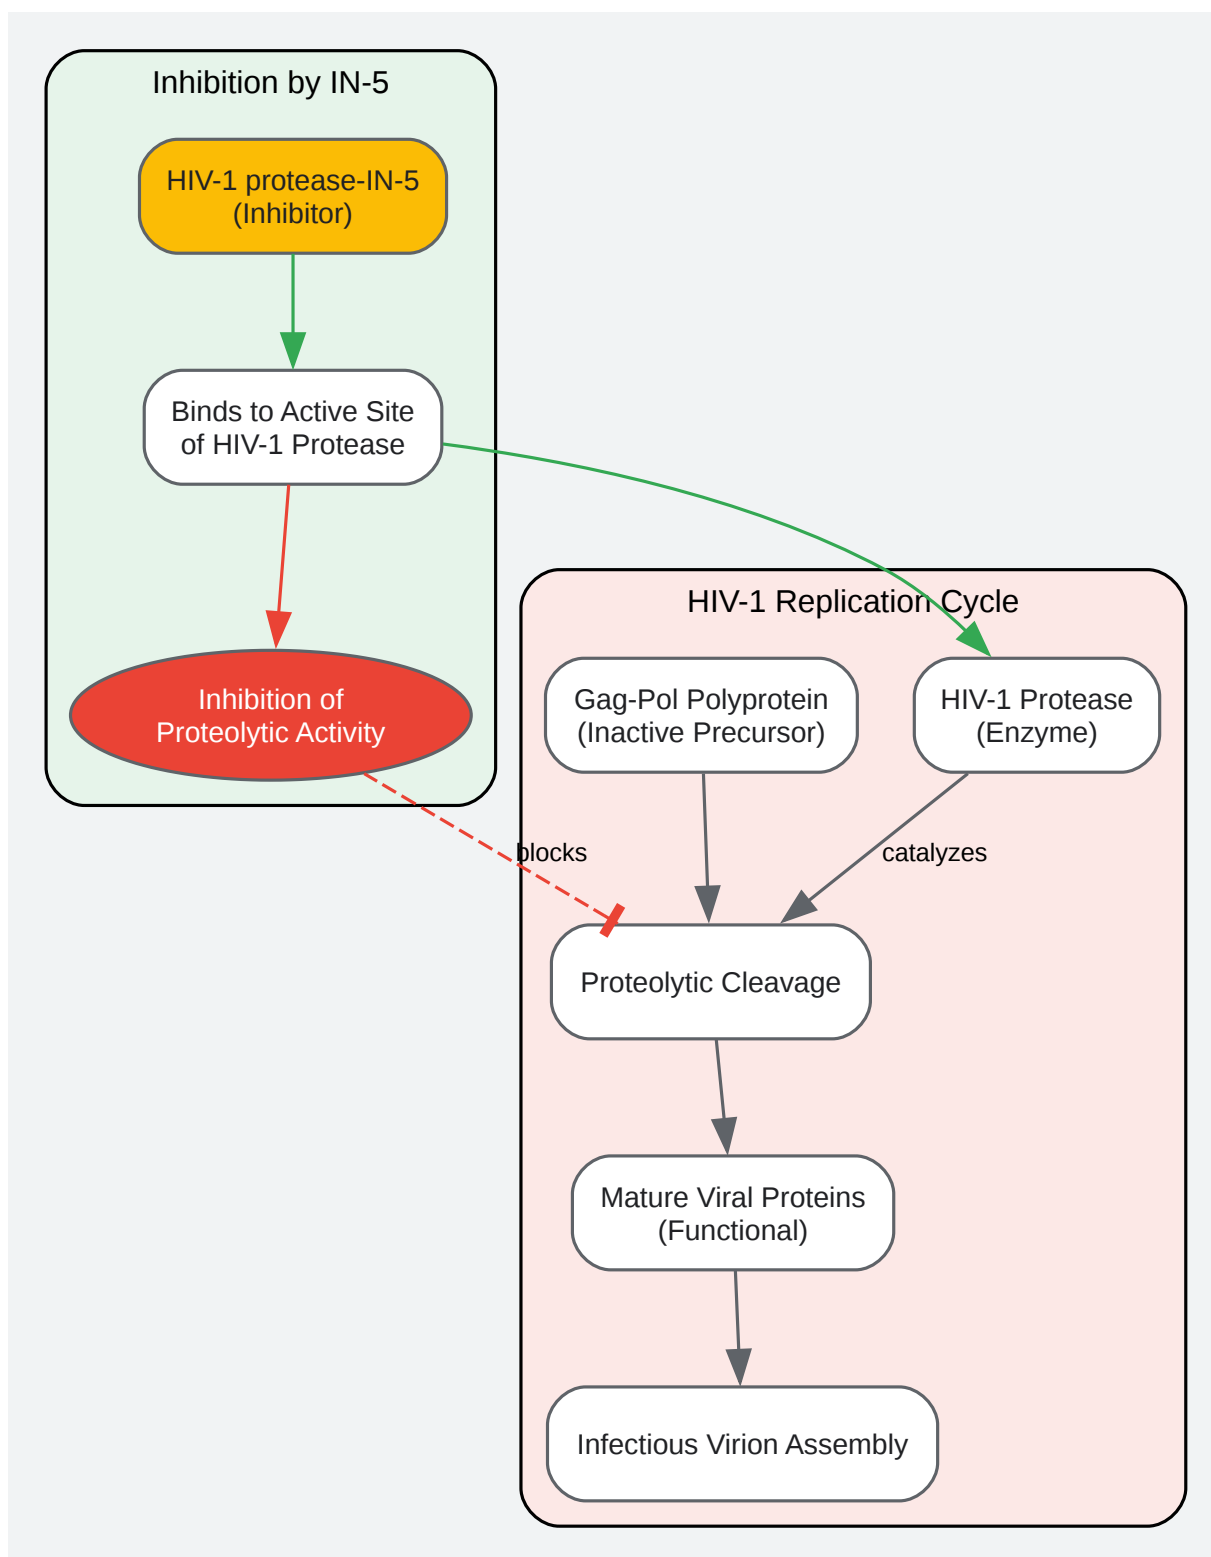 Inhibition by IN-5
HIV-1 protease-IN-5
(Inhibitor)
Binds to Active Site
of HIV-1 Protease
Inhibition of
Proteolytic Activity
HIV-1 Replication Cycle
Gag-Pol Polyprotein
(Inactive Precursor)
HIV-1 Protease
(Enzyme)
blocks
catalyzes
Proteolytic Cleavage
Mature Viral Proteins
(Functional)
Infectious Virion Assembly